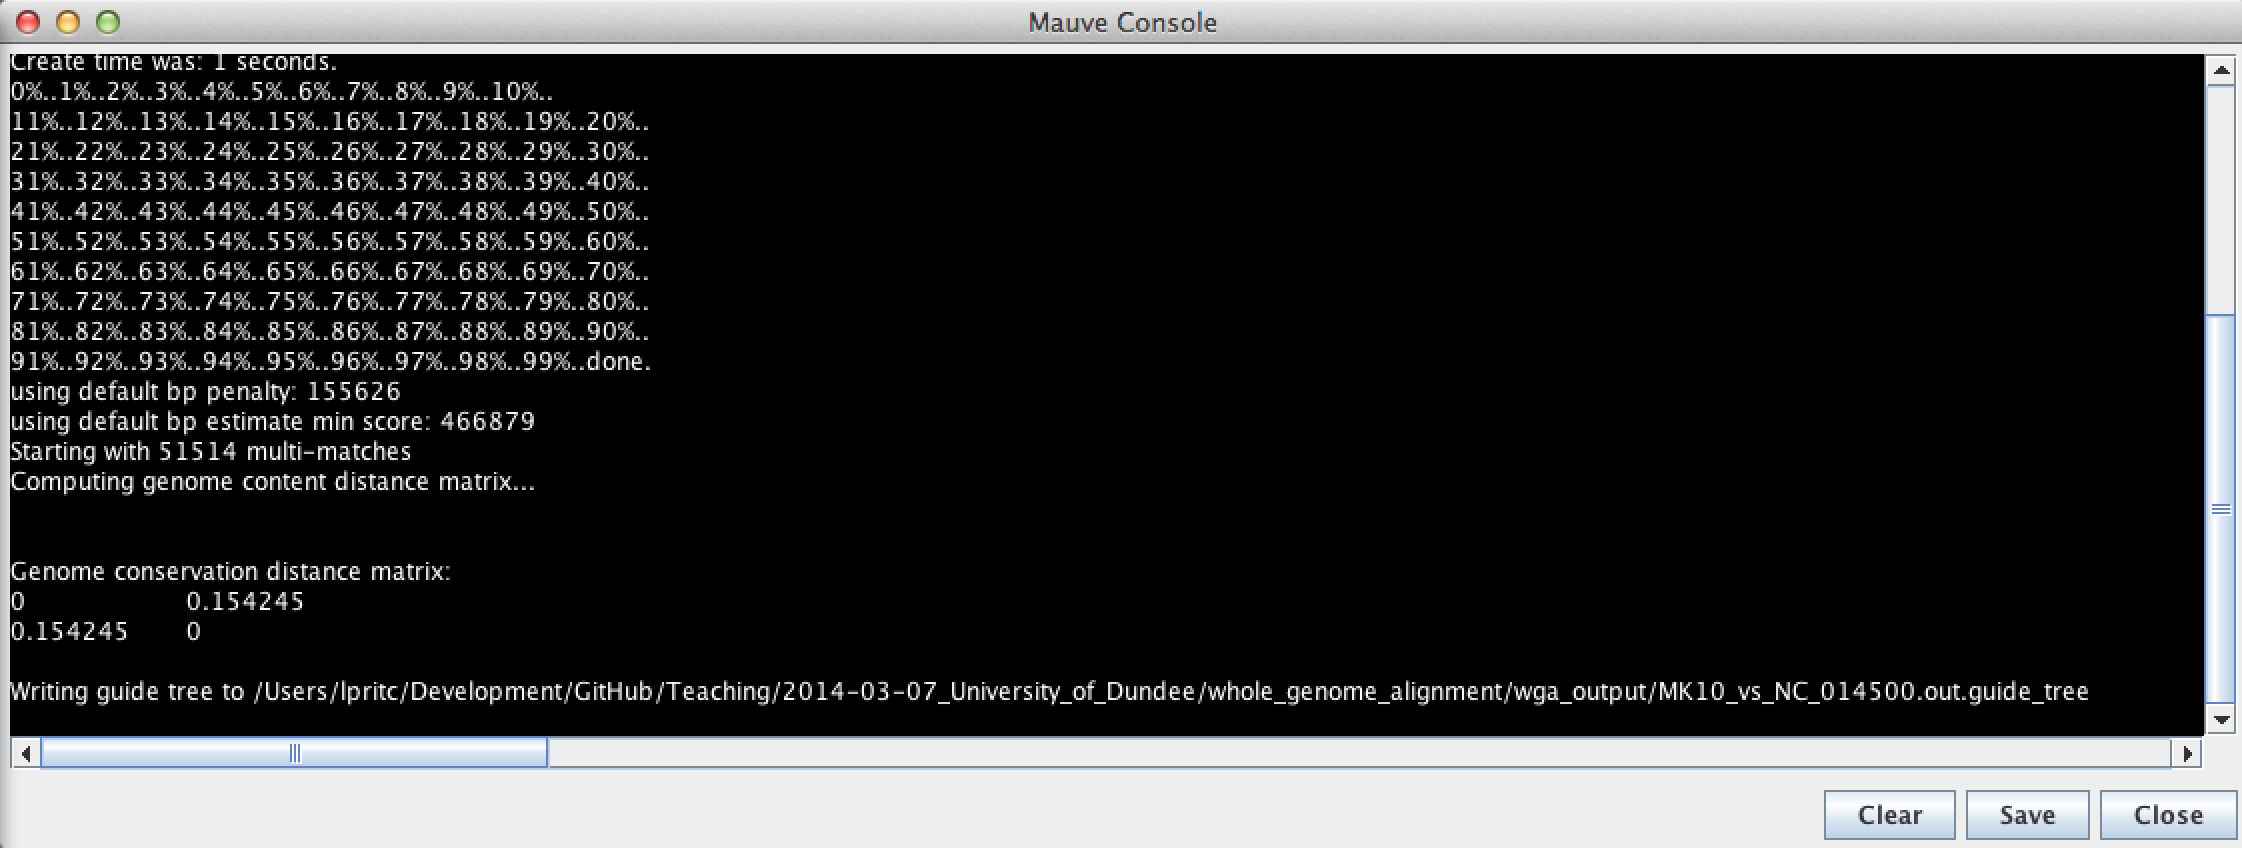 Mauve Console
Create time was: 1 seconds.
0%..1%..2%..3%..4%..5%..6%..7%..8%..9%..10%..
11%..12%..13%..14%..15%..16%..17%..18%..19%..20%..
21%..22%..23%..24%..25%..26%..27%..28%..29%..30%..
31%..32%..33%..34%..35%..36%..37%..38%..39%..40%..
41%..42%..43%..44%..45%..46%..47%..48%..49%..50%..
51%..52%..53%..54%..55%..56%..57%..58%..59%..60%..
61%..62%..63%..64%..65%..66%..67%..68%..69%..70%..
71%..72%..73%..74%..75%..76%..77%..78%..79%..80%..
81%..82%..83%..84%..85%..86%..87%..88%..89%..90%..
91%..92%..93%..94%..95%..96%..97%..98%..99%..done.
using default bp penalty: 155626
using default bp estimate min score: 466879
Starting with 51514 multi-matches
Computing genome content distance matrix...
Genome conservation distance matrix:
0 0.154245
0.154245 0
Writing guide tree to /Users/lpritc/Development/GitHub/Teaching/2014-03-07_University_of_Dundee/whole_genome_alignment/wga_output/MK10_vs_NC_014500.out.guide_tree
Clear Save Close